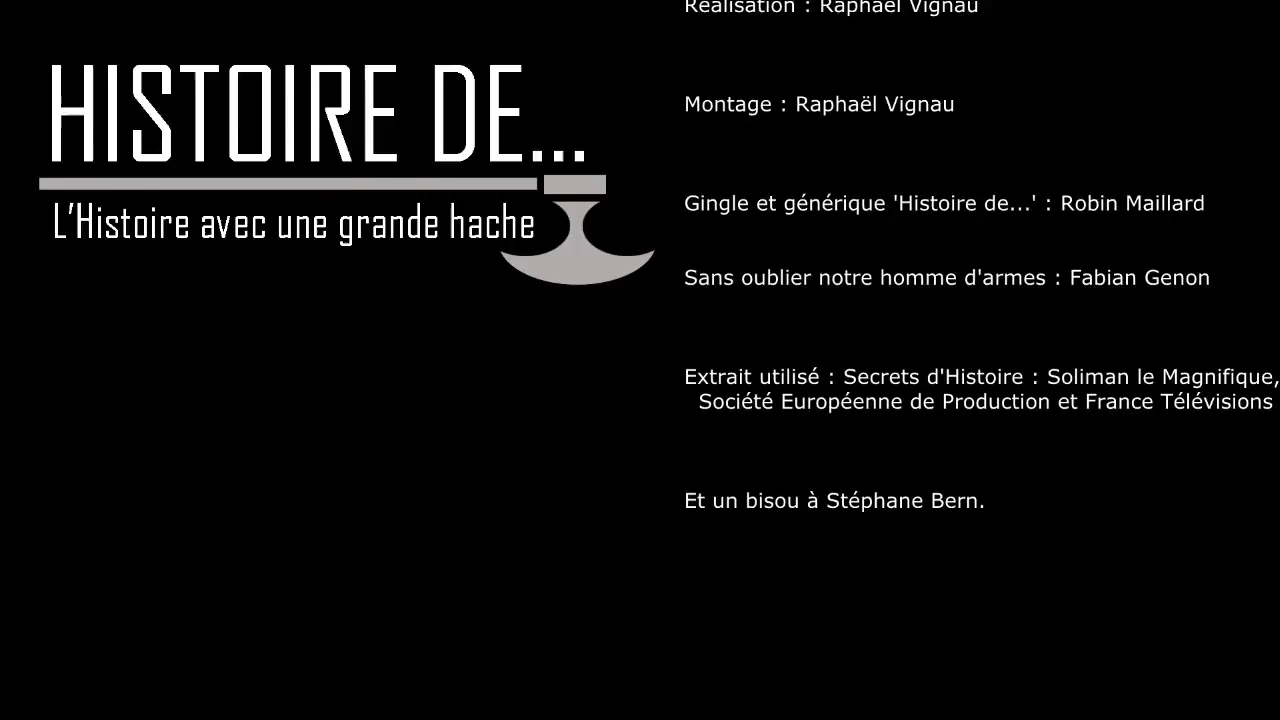 HISTOIRE DE...
L'Histoire avec une grande hache
Réalisation : Raphaël Vignau
Montage : Raphaël Vignau
Gingle et générique 'Histoire de...' : Robin Maillard
Sans oublier notre homme d'armes : Fabian Genon
Extrait utilisé : Secrets d'Histoire : Soliman le Magnifique,
Société Européenne de Production et France Télévisions
Et un bisou à Stéphane Bern.